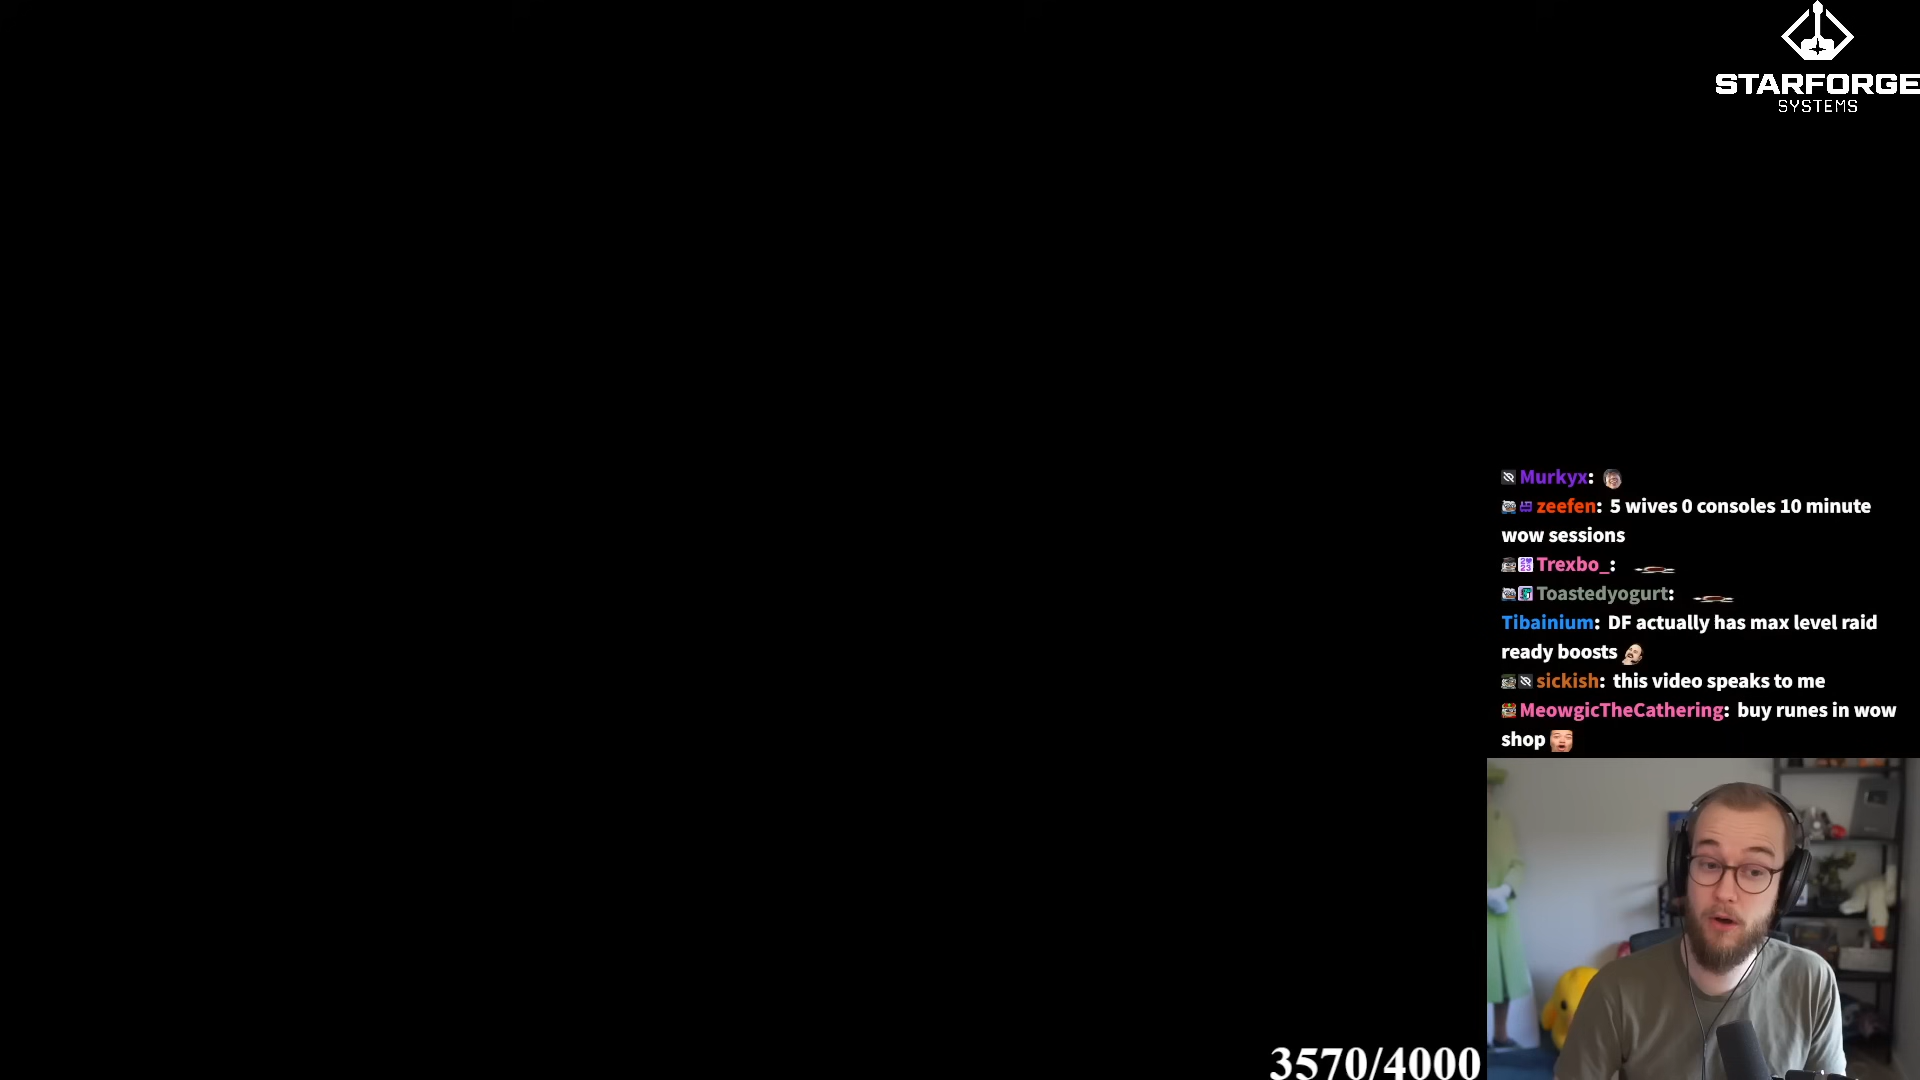 STARFORGE
SYSTEMS
Murkyx:
zeefen: 5 wives 0 consoles 10 minute
wow sessions
Trexbo_:
Toastedyogurt:
Tibainium: DF actually has max level raid
ready boosts
sickish: this video speaks to me
MeowgicTheCathering: buy runes in wow
shop
3570/4000